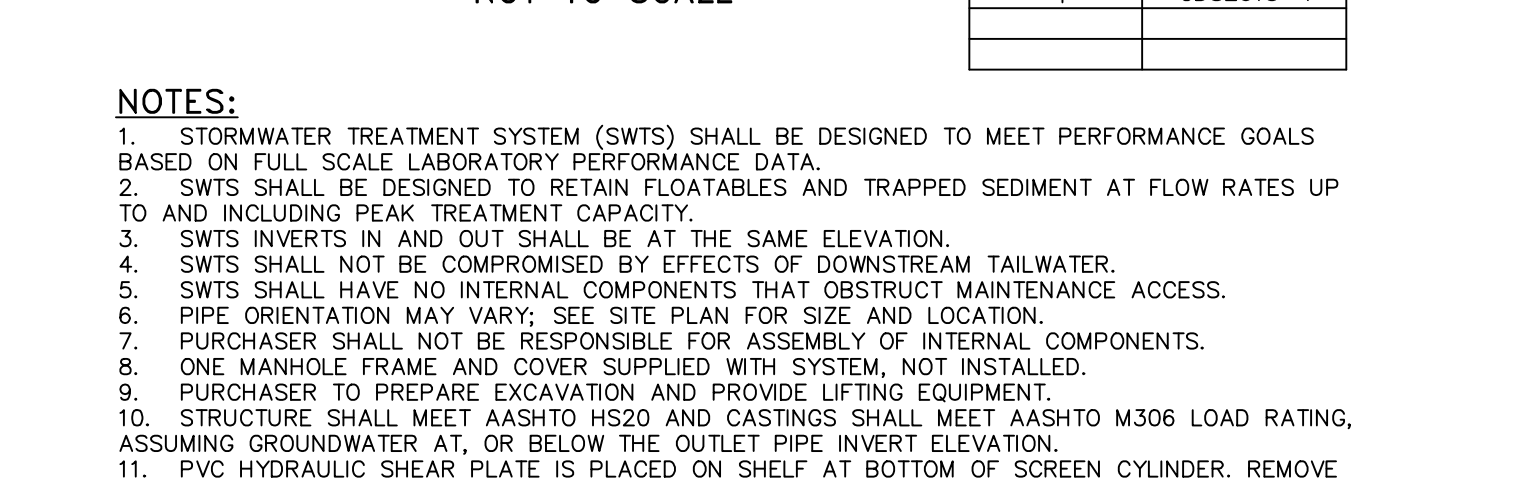 NOT TO SCALE
NOTES:
1. STORMWATER TREATMENT SYSTEM (SWTS) SHALL BE DESIGNED TO MEET PERFORMANCE GOALS
BASED ON FULL SCALE LABORATORY PERFORMANCE DATA.
2. SWTS SHALL BE DESIGNED TO RETAIN FLOATABLES AND TRAPPED SEDIMENT AT FLOW RATES UP
TO AND INCLUDING PEAK TREATMENT CAPACITY.
3. SWTS INVERTS IN AND OUT SHALL BE AT THE SAME ELEVATION.
4. SWTS SHALL NOT BE COMPROMISED BY EFFECTS OF DOWNSTREAM TAILWATER.
5. SWTS SHALL HAVE NO INTERNAL COMPONENTS THAT OBSTRUCT MAINTENANCE ACCESS.
6. PIPE ORIENTATION MAY VARY; SEE SITE PLAN FOR SIZE AND LOCATION.
7. PURCHASER SHALL NOT BE RESPONSIBLE FOR ASSEMBLY OF INTERNAL COMPONENTS.
8. ONE MANHOLE FRAME AND COVER SUPPLIED WITH SYSTEM, NOT INSTALLED.
9. PURCHASER TO PREPARE EXCAVATION AND PROVIDE LIFTING EQUIPMENT.
10. STRUCTURE SHALL MEET AASHTO HS20 AND CASTINGS SHALL MEET AASHTO M306 LOAD RATING,
ASSUMING GROUNDWATER AT, OR BELOW THE OUTLET PIPE INVERT ELEVATION.
11. PVC HYDRAULIC SHEAR PLATE IS PLACED ON SHELF AT BOTTOM OF SCREEN CYLINDER. REMOVE